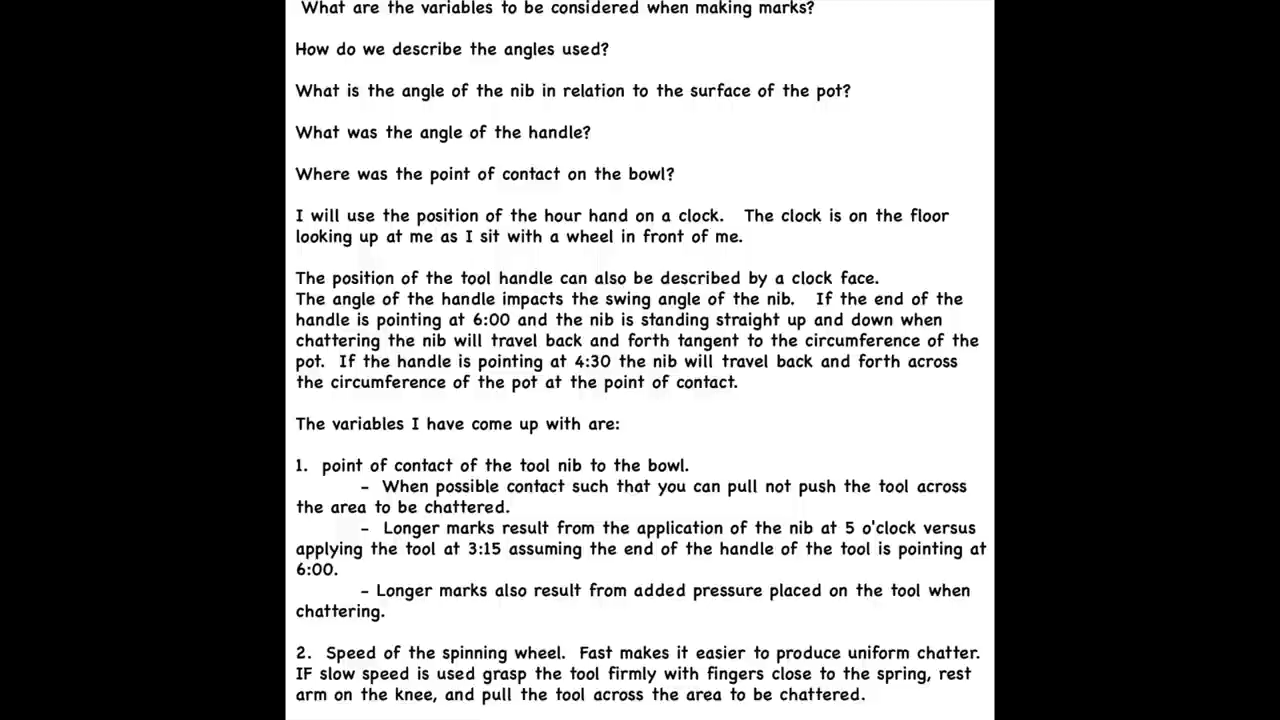 What are the variables to be considered when making marks?
How do we describe the angles used?
What is the angle of the nib in relation to the surface of the pot?
What was the angle of the handle?
Where was the point of contact on the bowl?
I will use the position of the hour hand on a clock.   The clock is on the floor
looking up at me as I sit with a wheel in front of me.
The position of the tool handle can also be described by a clock face.
The angle of the handle impacts the swing angle of the nib.   If the end of the
handle is pointing at 6:00 and the nib is standing straight up and down when
chattering the nib will travel back and forth tangent to the circumference of the
pot.  If the handle is pointing at 4:30 the nib will travel back and forth across
the circumference of the pot at the point of contact.
The variables I have come up with are:
1.  point of contact of the tool nib to the bowl.
-  When possible contact such that you can pull not push the tool across
the area to be chattered.
-  Longer marks result from the application of the nib at 5 o'clock versus
applying the tool at 3:15 assuming the end of the handle of the tool is pointing at
6:00.
- Longer marks also result from added pressure placed on the tool when
chattering.
2.  Speed of the spinning wheel.  Fast makes it easier to produce uniform chatter.
IF slow speed is used grasp the tool firmly with fingers close to the spring, rest
arm on the knee, and pull the tool across the area to be chattered.